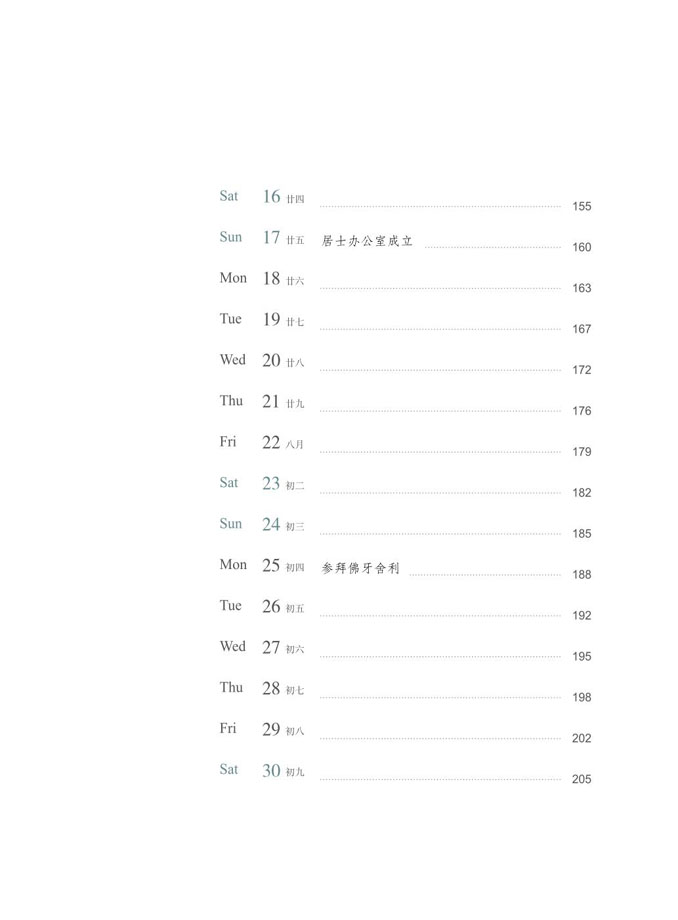 Sat 16 廿四 155
Sun 17 廿五 居士办公室成立 160
Mon 18 廿六 163
Tue 19 廿七 167
Wed 20 廿八 172
Thu 21 廿九 176
Fri 22 八月 179
Sat 23 初二 182
Sun 24 初三 185
Mon 25 初四 参拜佛牙舍利 188
Tue 26 初五 192
Wed 27 初六 195
Thu 28 初七 198
Fri 29 初八 202
Sat 30 初九 205